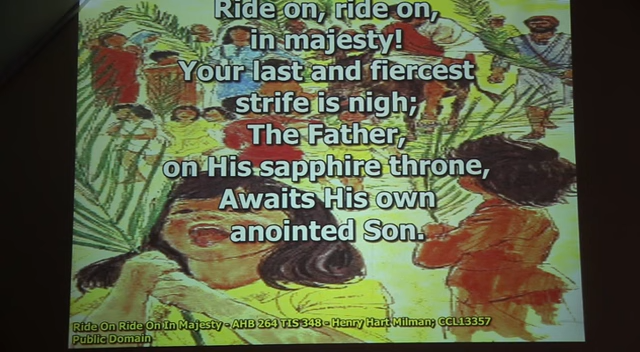 Ride on, ride on,
in majesty!
Your last and fiercest
strife is nigh;
The Father,
on His sapphire throne,
Awaits His own
anointed Son.
Ride On Ride On In Majesty - AHB 264 TIS 348 - Henry Hart Milman; CCL13357
Public Domain